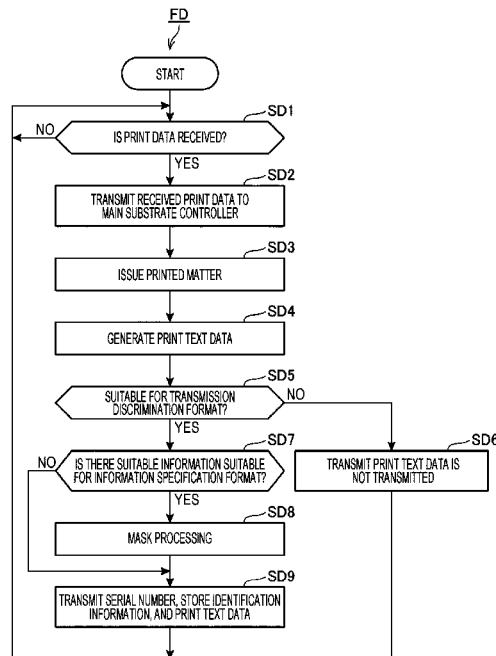 FD
START
SD1
IS PRINT DATA RECEIVED?
NO
YES
SD2
TRANSMIT RECEIVED PRINT DATA TO
MAIN SUBSTRATE CONTROLLER
SD3
ISSUE PRINTED MATTER
SD4
GENERATE PRINT TEXT DATA
SD5
SUITABLE FOR TRANSMISSION
DISCRIMINATION FORMAT?
NO
YES
SD6
TRANSMIT PRINT TEXT DATA IS
NOT TRANSMITTED
SD7
IS THERE SUITABLE INFORMATION SUITABLE
FOR INFORMATION SPECIFICATION FORMAT?
NO
YES
SD8
MASK PROCESSING
SD9
TRANSMIT SERIAL NUMBER, STORE IDENTIFICATION
INFORMATION, AND PRINT TEXT DATA